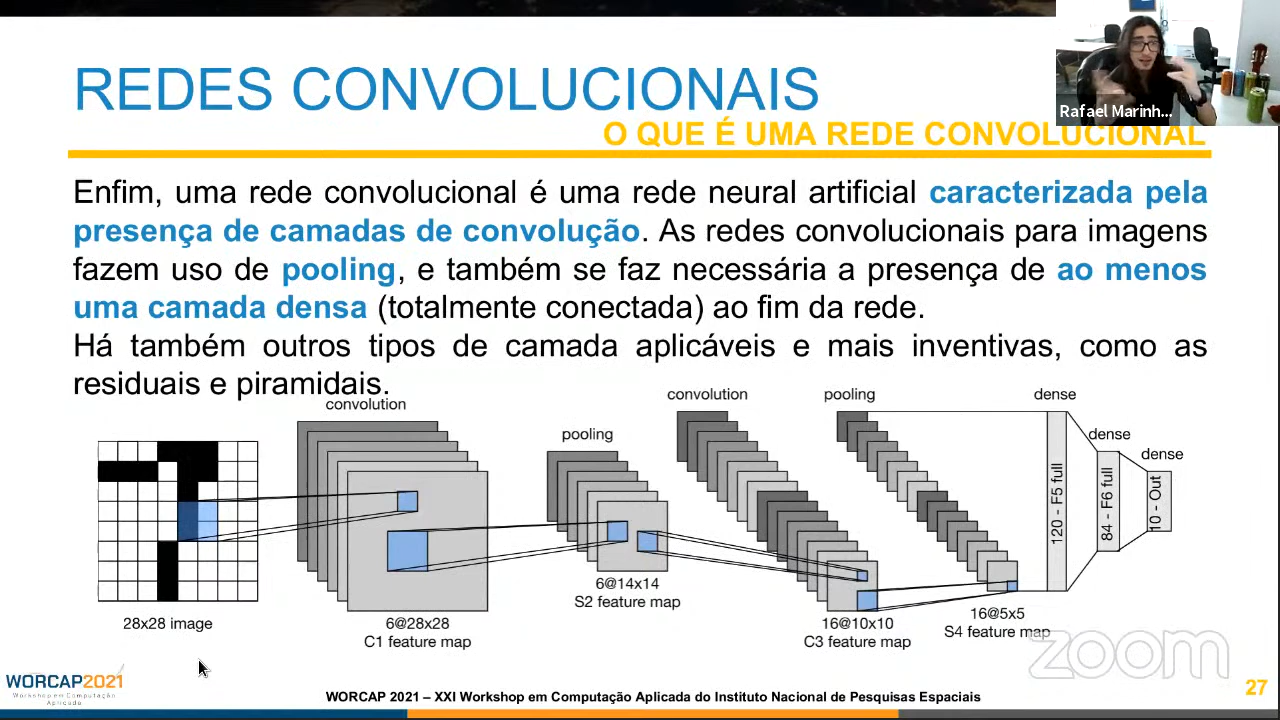 REDES CONVOLUCIONAIS
Rafael Marinh...
O QUE É UMA REDE CONVOLUCIONAL
Enfim, uma rede convolucional é uma rede neural artificial caracterizada pela
presença de camadas de convolução. As redes convolucionais para imagens
fazem uso de pooling, e também se faz necessária a presença de ao menos
uma camada densa (totalmente conectada) ao fim da rede.
Há também outros tipos de camada aplicáveis e mais inventivas, como as
residuais e piramidais.
convolution
pooling
convolution
pooling
dense
dense
dense
120 - F5 full
84 - F6 full
10 - Out
28x28 image
6@28x28
C1 feature map
6@14x14
S2 feature map
16@10x10
C3 feature map
16@5x5
S4 feature map
zoom
WORCAP2021
Workshop em Computação
Aplicada
WORCAP 2021 – XXI Workshop em Computação Aplicada do Instituto Nacional de Pesquisas Espaciais
27